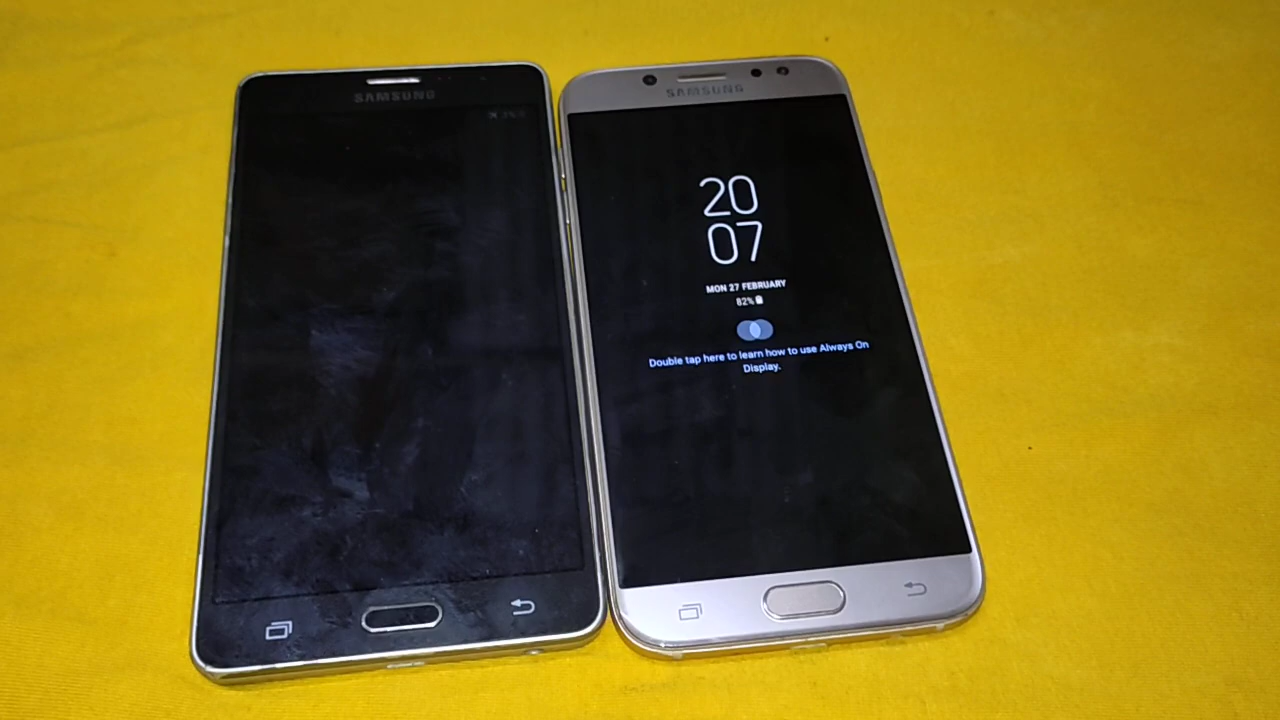 SAMSUNG
SAMSUNG
20
07
MON 27 FEBRUARY
82%
Double tap here to learn how to use Always On
Display.